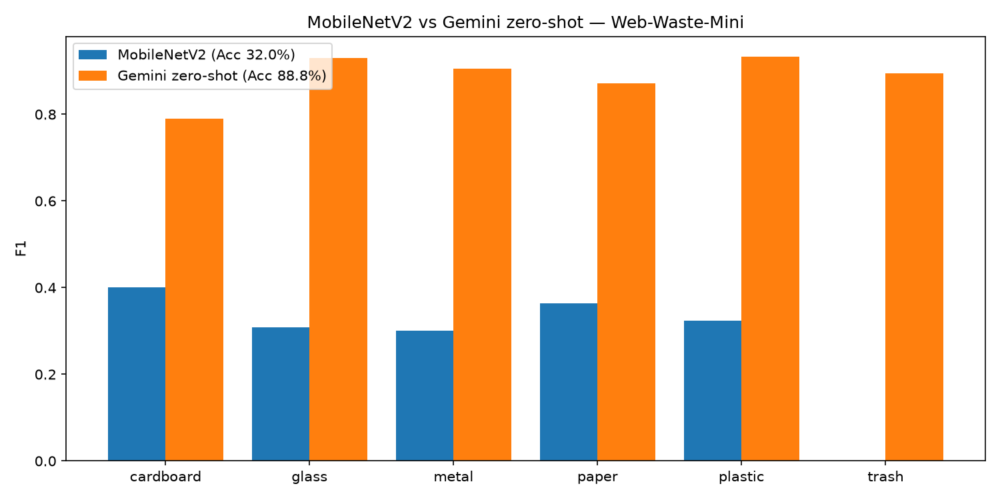 MobileNetV2 vs Gemini zero-shot — Web-Waste-Mini
MobileNetV2 (Acc 32.0%)
Gemini zero-shot (Acc 88.8%)
0.8
0.6
F1
0.4
0.2
0.0
cardboard glass metal paper plastic trash